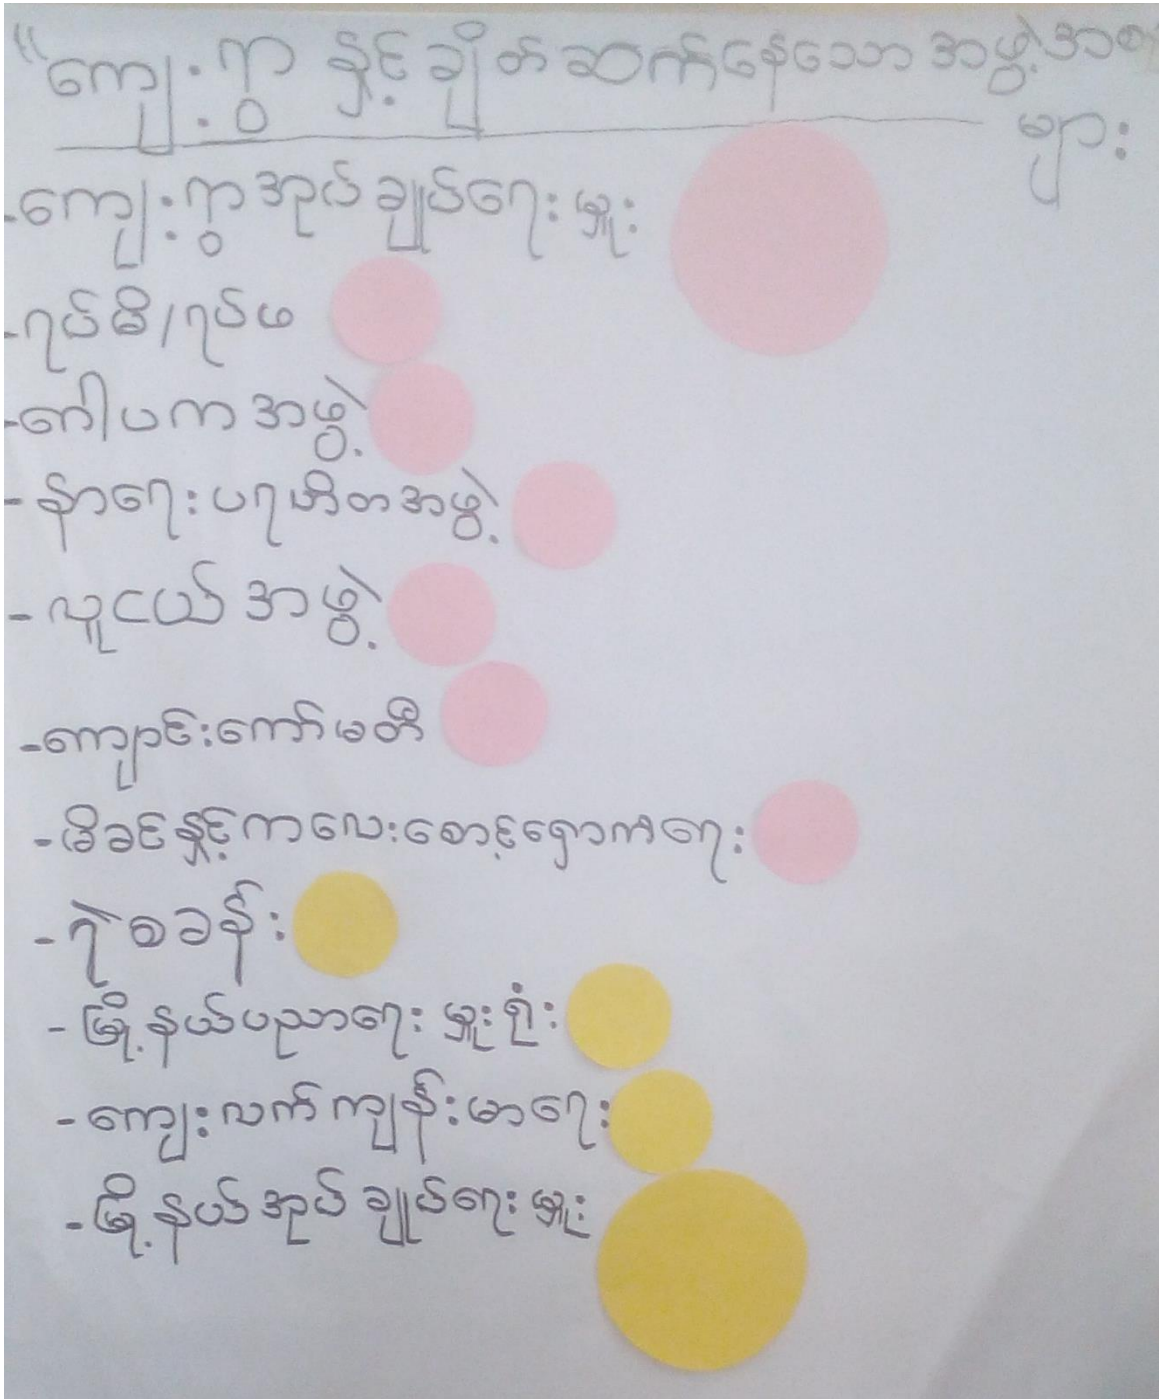 "ကျေးရွာ နှင့် ချိတ်ဆက်နေသော အဖွဲ့အစ
များ
-ကျေးရွာအုပ်ချုပ်ရေးမှူး
-ရပ်မိ/ရပ်ဖ
-ဂေါပကအဖွဲ့
-နာရေးပရဟိတအဖွဲ့
-လူငယ်အဖွဲ့
-ကျောင်းကော်မတီ
-မိခင်နှင့်ကလေးစောင့်ရှောက်ရေး
-ရဲစခန်း
-မြို့နယ်ပညာရေးမှူးရုံး
-ကျေးလက်ကျန်းမာရေး
-မြို့နယ်အုပ်ချုပ်ရေးမှူး